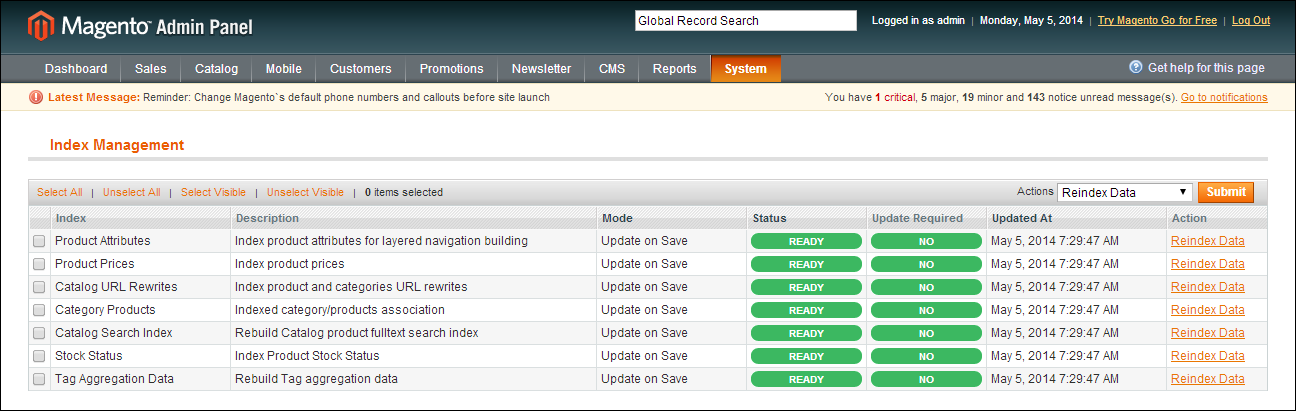 Magento™ Admin Panel
Global Record Search
Logged in as admin | Monday, May 5, 2014 | Try Magento Go for Free | Log Out
Dashboard Sales Catalog Mobile Customers Promotions Newsletter CMS Reports System Get help for this page
Latest Message: Reminder: Change Magento`s default phone numbers and callouts before site launch You have 1 critical, 5 major, 19 minor and 143 notice unread message(s). Go to notifications
Index Management
Select All | Unselect All | Select Visible | Unselect Visible | 0 items selected Actions Reindex Data Submit
Index Description Mode Status Update Required Updated At Action
Product Attributes Index product attributes for layered navigation building Update on Save READY NO May 5, 2014 7:29:47 AM Reindex Data
Product Prices Index product prices Update on Save READY NO May 5, 2014 7:29:47 AM Reindex Data
Catalog URL Rewrites Index product and categories URL rewrites Update on Save READY NO May 5, 2014 7:29:47 AM Reindex Data
Category Products Indexed category/products association Update on Save READY NO May 5, 2014 7:29:47 AM Reindex Data
Catalog Search Index Rebuild Catalog product fulltext search index Update on Save READY NO May 5, 2014 7:29:47 AM Reindex Data
Stock Status Index Product Stock Status Update on Save READY NO May 5, 2014 7:29:47 AM Reindex Data
Tag Aggregation Data Rebuild Tag aggregation data Update on Save READY NO May 5, 2014 7:29:47 AM Reindex Data